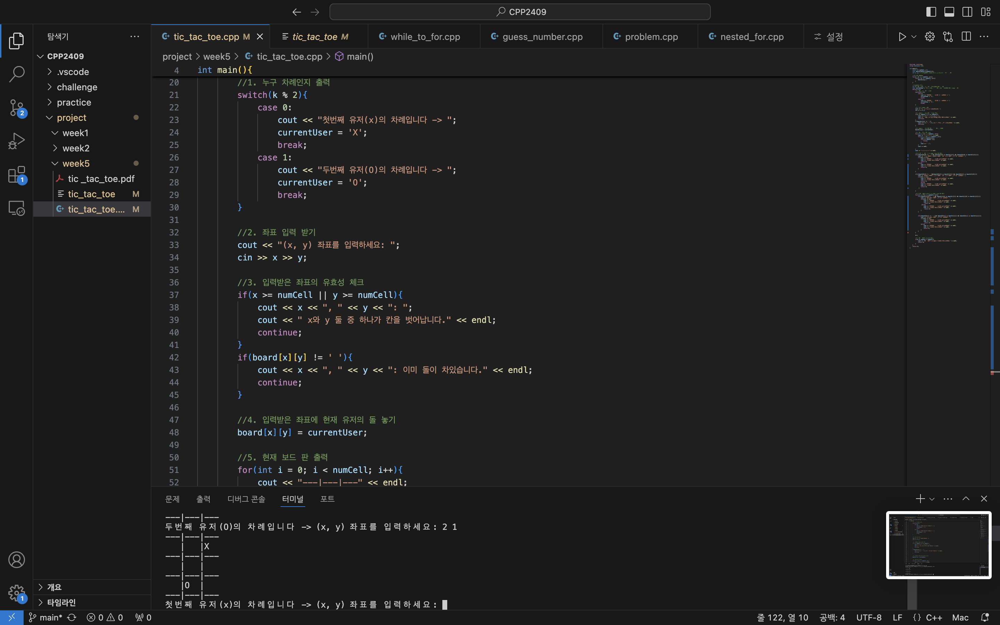 CPP2409
탐색기
tic_tac_toe.cpp M
tic_tac_toe M
while_to_for.cpp
guess_number.cpp
problem.cpp
nested_for.cpp
설정
CPP2409
.vscode
challenge
practice
project
week1
week2
week5
tic _tac_toe.pdf
tic_tac_toe M
tic_tac_toe.... M
개요
타임라인
2
1
1
project > week5 > tic_tac_toe.cpp > main()
4 int main(){
20 //1. 누구 차례인지 출력
21 switch(k % 2){
22 case 0:
23 cout << "첫번째 유저(x)의 차례입니다 -> ";
24 currentUser = 'X';
25 break;
26 case 1:
27 cout << "두번째 유저(O)의 차례입니다 -> ";
28 currentUser = 'O';
29 break;
30 }
31
32 //2. 좌표 입력 받기
33 cout << "(x, y) 좌표를 입력하세요: ";
34 cin >> x >> y;
35
36 //3. 입력받은 좌표의 유효성 체크
37 if(x >= numCell || y >= numCell){
38 cout << x << ", " << y << ": ";
39 cout << " x와 y 둘 중 하나가 칸을 벗어납니다." << endl;
40 continue;
41 }
42 if(board[x][y] != ' '){
43 cout << x << ", " << y << ": 이미 돌이 차있습니다." << endl;
44 continue;
45 }
46
47 //4. 입력받은 좌표에 현재 유저의 돌 놓기
48 board[x][y] = currentUser;
49
50 //5. 현재 보드 판 출력
51 for(int i = 0; i < numCell; i++){
52 cout << "---|---|---" << endl;
문제 출력 디버그 콘솔 터미널 포트
---|---|---
두번째 유저(O)의 차례입니다 -> (x, y) 좌표를 입력하세요: 2 1
---|---|---
| |X
---|---|---
| |
---|---|---
|O |
---|---|---
첫번째 유저(x)의 차례입니다 -> (x, y) 좌표를 입력하세요:
main* 0 0 0
줄 122, 열 10 공백: 4 UTF-8 LF {} C++ Mac